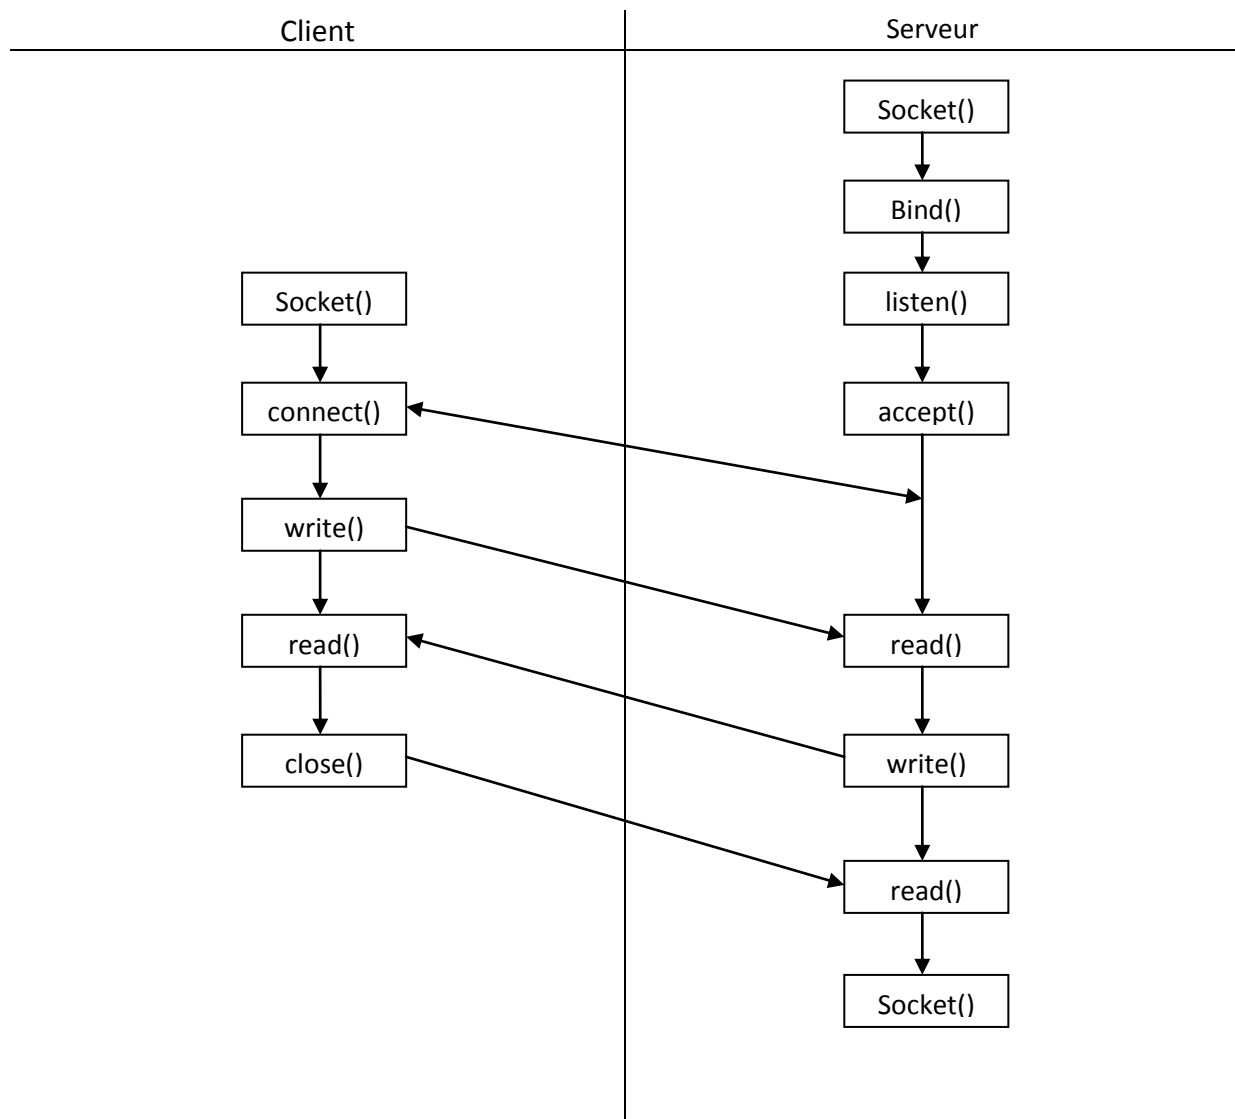 Client
Serveur
Socket()
Bind()
Socket()
listen()
connect()
accept()
write()
read()
read()
close()
write()
read()
Socket()